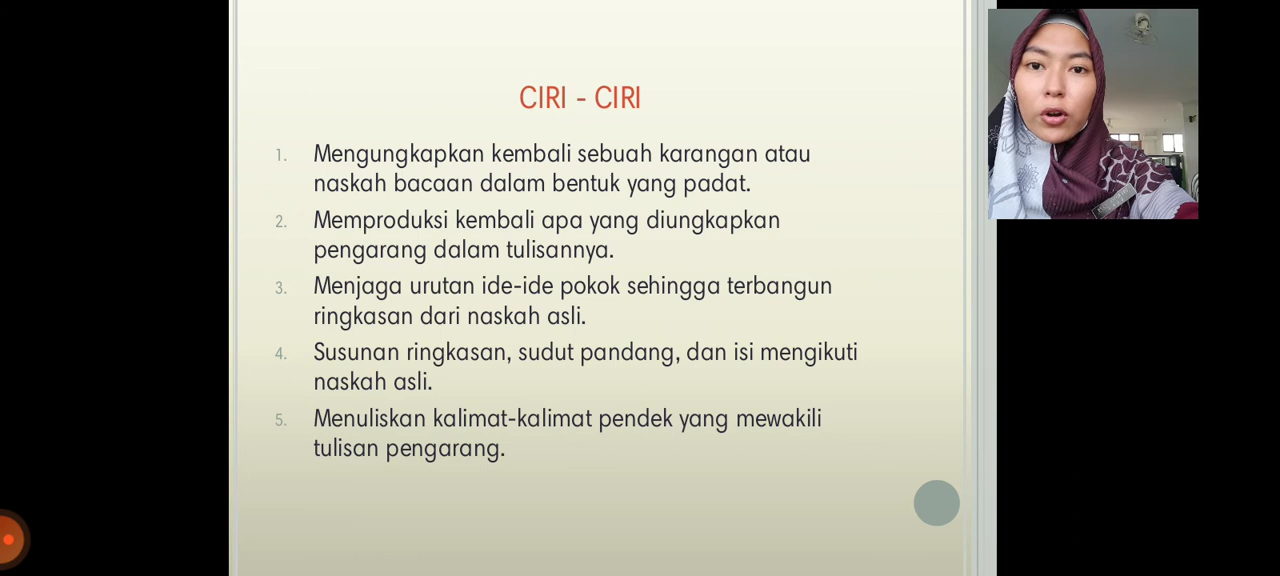 CIRI - CIRI
1. Mengungkapkan kembali sebuah karangan atau
naskah bacaan dalam bentuk yang padat.
2. Memproduksi kembali apa yang diungkapkan
pengarang dalam tulisannya.
3. Menjaga urutan ide-ide pokok sehingga terbangun
ringkasan dari naskah asli.
4. Susunan ringkasan, sudut pandang, dan isi mengikuti
naskah asli.
5. Menuliskan kalimat-kalimat pendek yang mewakili
tulisan pengarang.